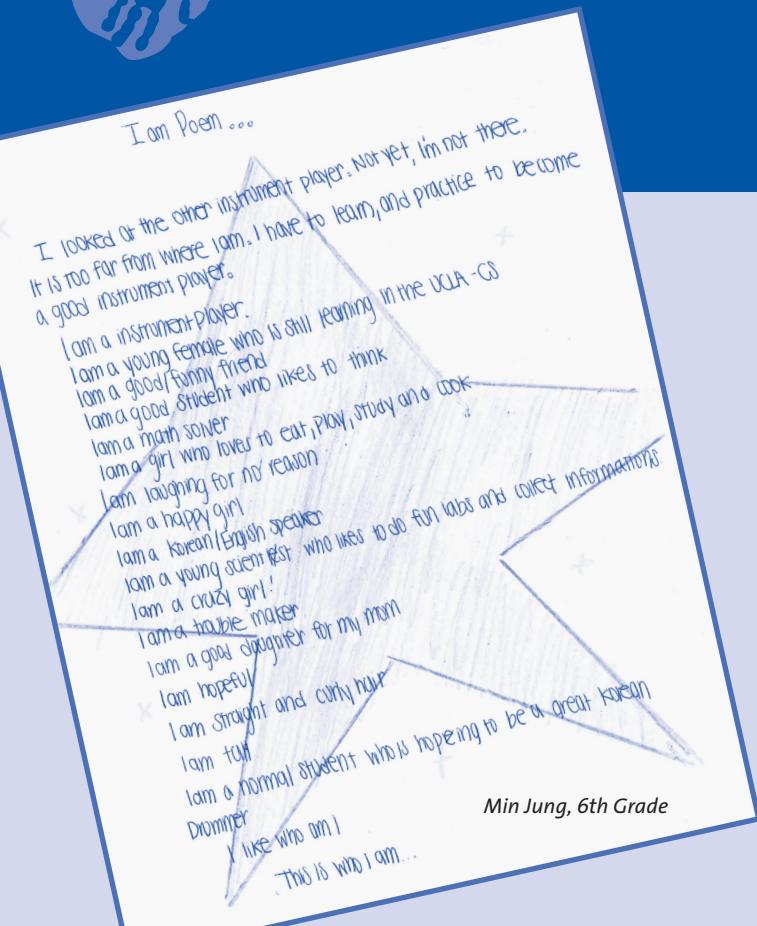 I am Poem...
I looked at the other instrument player. Not yet, I'm not there.
It is too far from where I am. I have to learn, and practice to become
a good instrument player.
I am a instrument player.
I am a young female who is still learning in the UCLA-CS
I am a good/funny friend
I am a good student who likes to think
I am a math solver
I am a girl who loves to eat, play, study and cook
I am laughing for no reason
I am a happy girl
I am a Korean/English speaker
I am a young scientist who likes to do fun labs and collect informations.
I am a crazy girl!
I am a trouble maker
I am a good daughter for my mom
I am hopeful
I am straight and curly hair
I am tall
I am a normal student who is hopeing to be a great Korean
Drommer
I like who am I
This is who I am...
Min Jung, 6th Grade